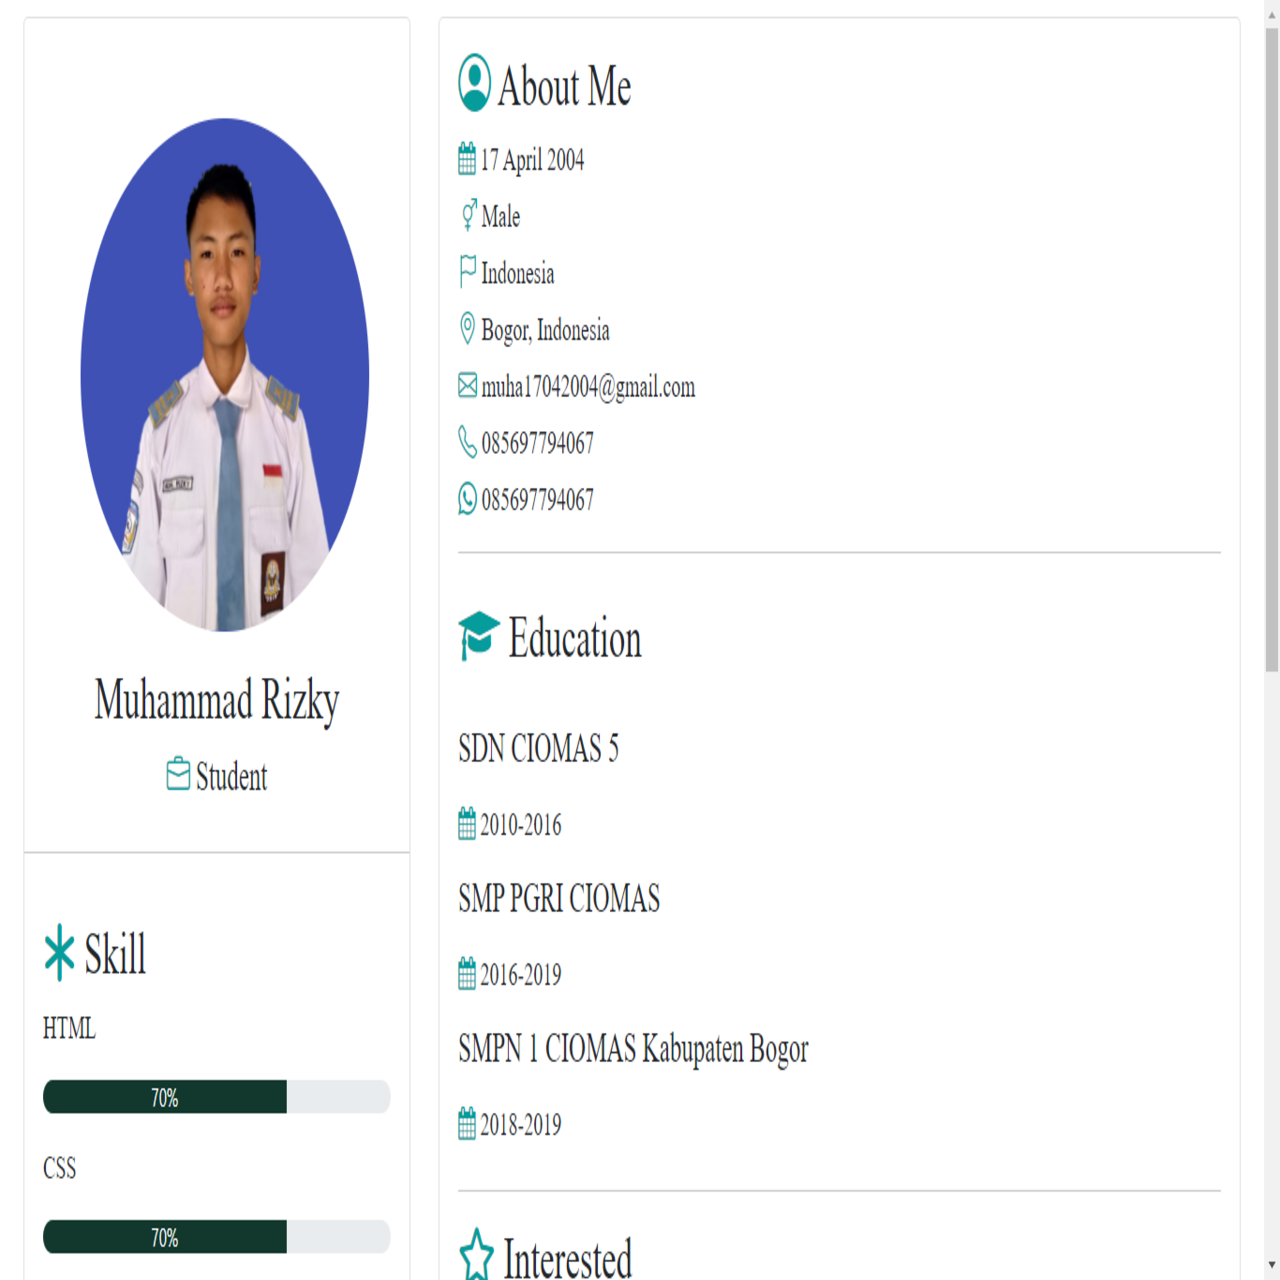 Muhammad Rizky
Student
Skill
HTML
70%
CSS
70%
About Me
17 April 2004
Male
Indonesia
Bogor, Indonesia
muha17042004@gmail.com
085697794067
085697794067
Education
SDN CIOMAS 5
2010-2016
SMP PGRI CIOMAS
2016-2019
SMPN 1 CIOMAS Kabupaten Bogor
2018-2019
Interested